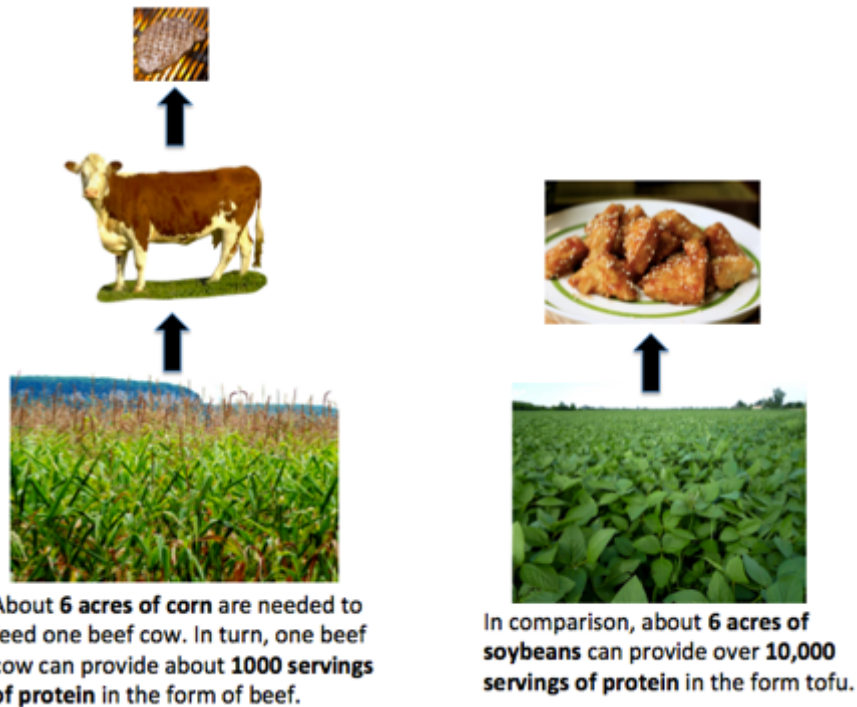 About 6 acres of corn are needed to
feed one beef cow. In turn, one beef
cow can provide about 1000 servings
of protein in the form of beef.
In comparison, about 6 acres of
soybeans can provide over 10,000
servings of protein in the form tofu.